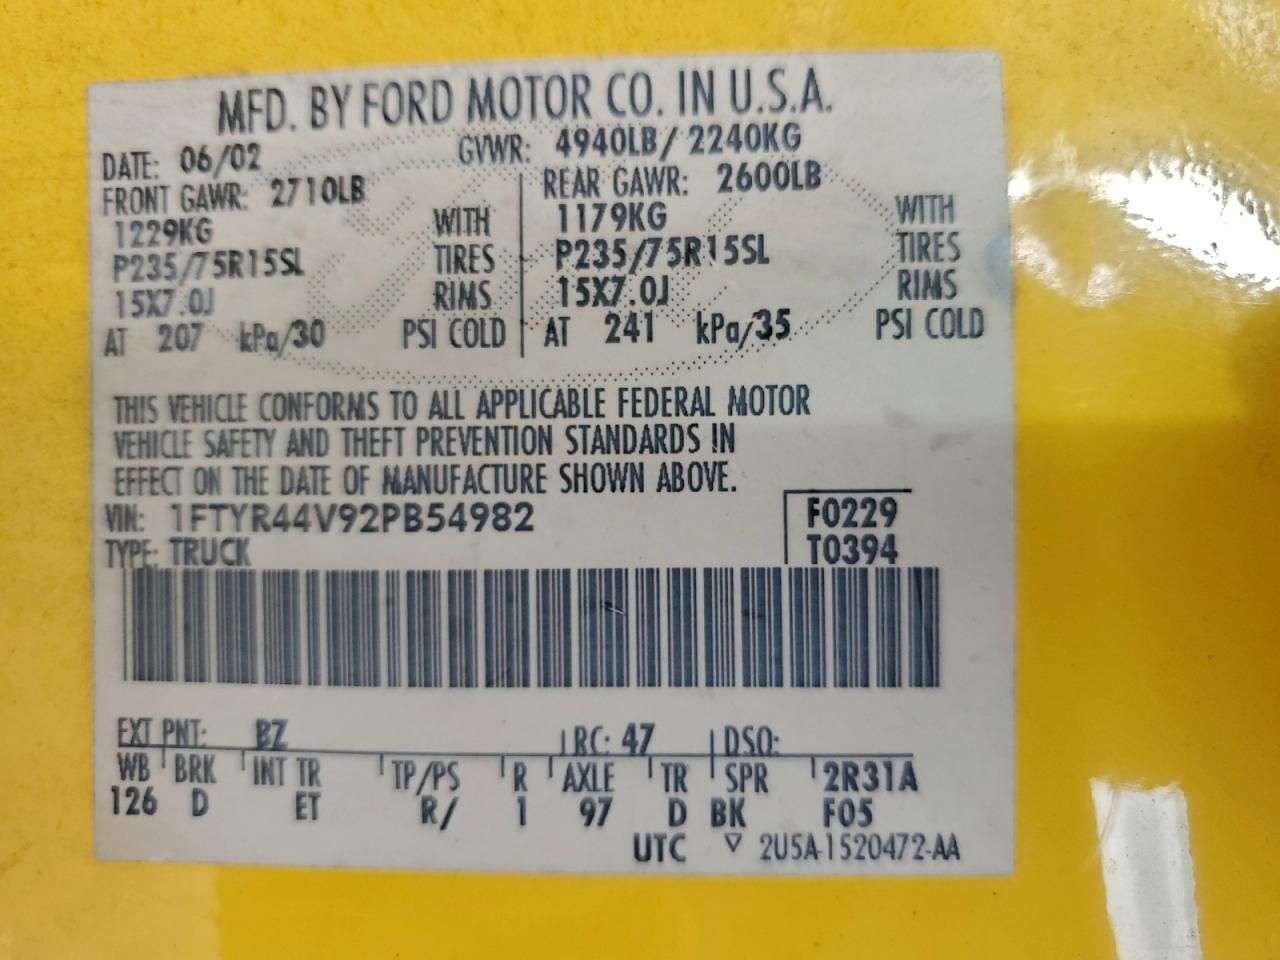 MFD. BY FORD MOTOR CO. IN U.S.A.
DATE: 06/02 GVWR: 4940LB/ 2240KG
FRONT GAWR: 2710LB REAR GAWR: 2600LB
1229KG WITH 1179KG WITH
P235/75R15SL TIRES P235/75R15SL TIRES
15X7.0J RIMS 15X7.0J RIMS
AT 207 kPa/30 PSI COLD AT 241 kPa/35 PSI COLD
THIS VEHICLE CONFORMS TO ALL APPLICABLE FEDERAL MOTOR
VEHICLE SAFETY AND THEFT PREVENTION STANDARDS IN
EFFECT ON THE DATE OF MANUFACTURE SHOWN ABOVE.
VIN: 1FTYR44V92PB54982 F0229
TYPE: TRUCK T0394
EXT PNT: BZ RC: 47 DSO:
WB BRK INT TR TP/PS R AXLE TR SPR 2R31A
126 D ET R/ 1 97 D BK F05
UTC ▽ 2U5A-1520472-AA